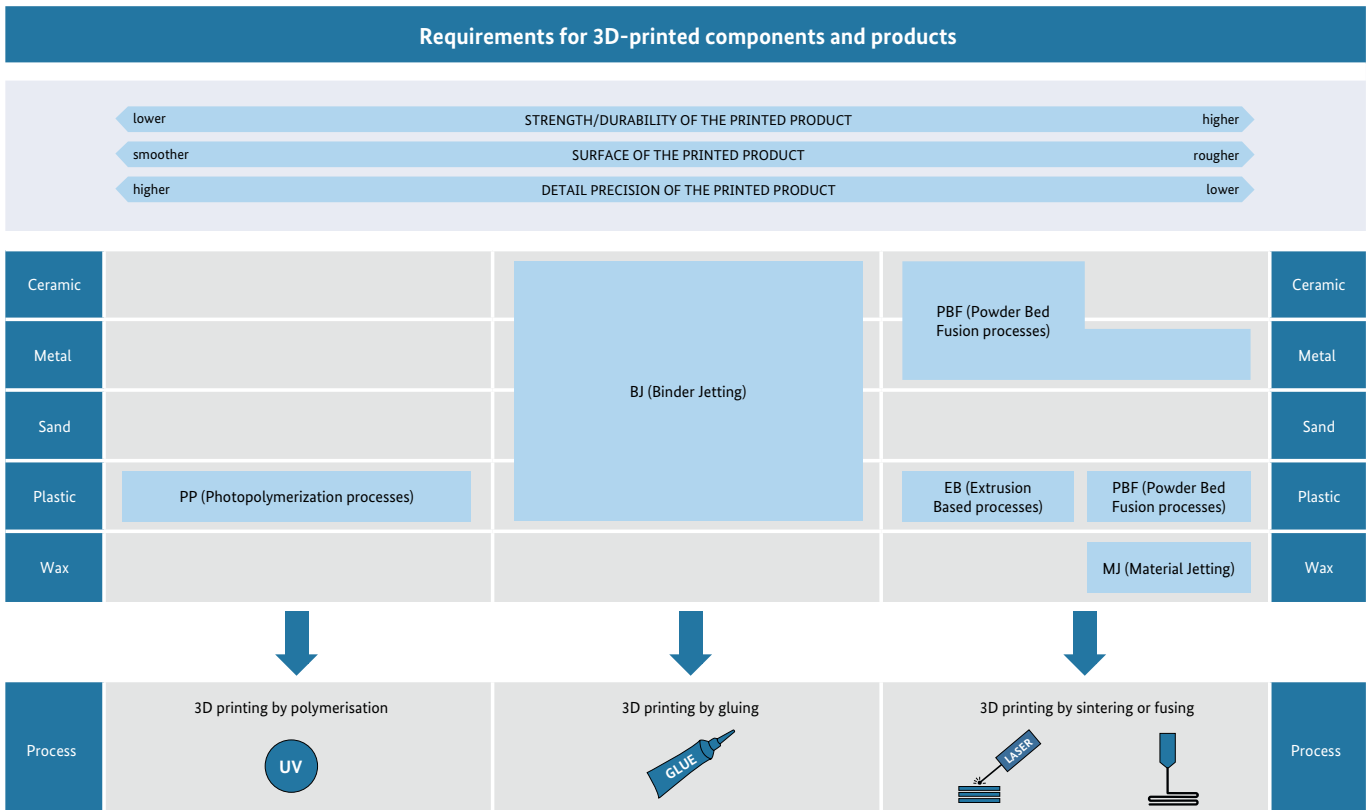 Requirements for 3D-printed components and products
lower STRENGTH/DURABILITY OF THE PRINTED PRODUCT higher
smoother SURFACE OF THE PRINTED PRODUCT rougher
higher DETAIL PRECISION OF THE PRINTED PRODUCT lower
Ceramic
Metal
Sand
Plastic
Wax
PP (Photopolymerization processes)
BJ (Binder Jetting)
PBF (Powder Bed
Fusion processes)
EB (Extrusion
Based processes)
PBF (Powder Bed
Fusion processes)
MJ (Material Jetting)
Ceramic
Metal
Sand
Plastic
Wax
Process
3D printing by polymerisation
UV
3D printing by gluing
GLUE
3D printing by sintering or fusing
LASER
Process